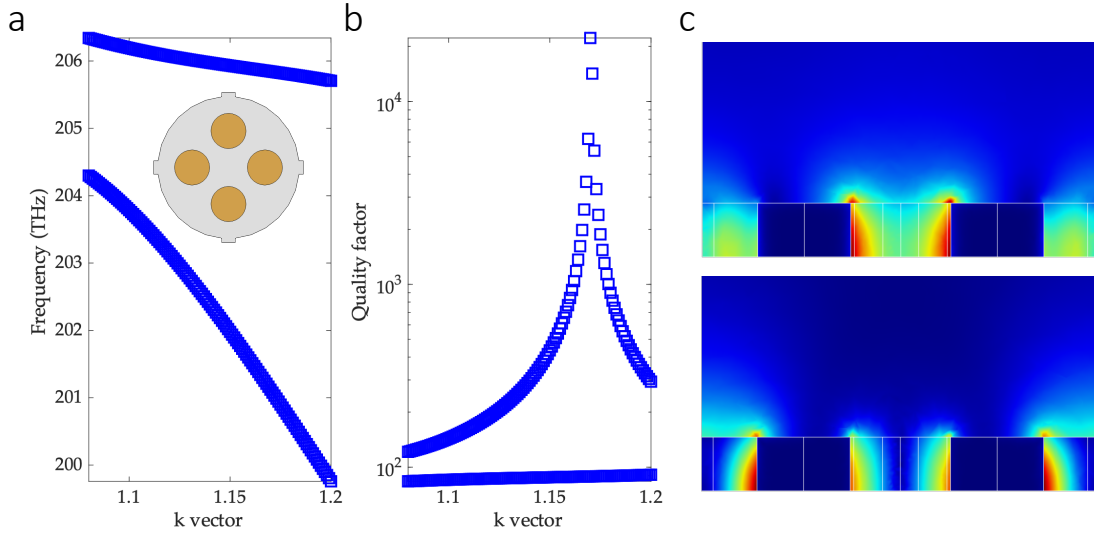 a
206
205
204
203
202
201
200
Frequency (THz)
1.1
1.15
1.2
k vector
b
10^4
10^3
10^2
Quality factor
1.1
1.15
1.2
k vector
c